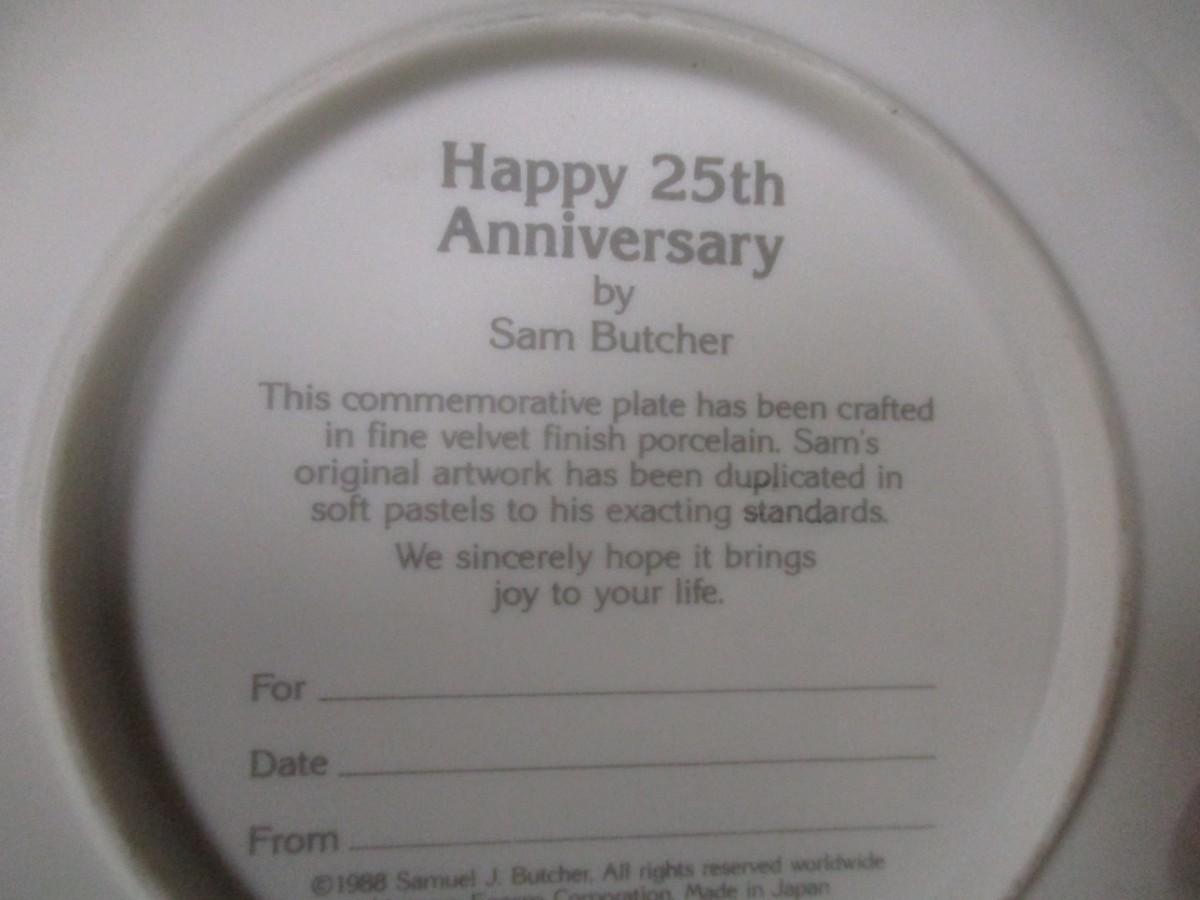 Happy 25th
Anniversary
by
Sam Butcher
This commemorative plate has been crafted
in fine velvet finish porcelain. Sam's
original artwork has been duplicated in
soft pastels to his exacting standards.
We sincerely hope it brings
joy to your life.
For
Date
From
©1988 Samuel J. Butcher, All rights reserved worldwide
Corporation, Made in Japan